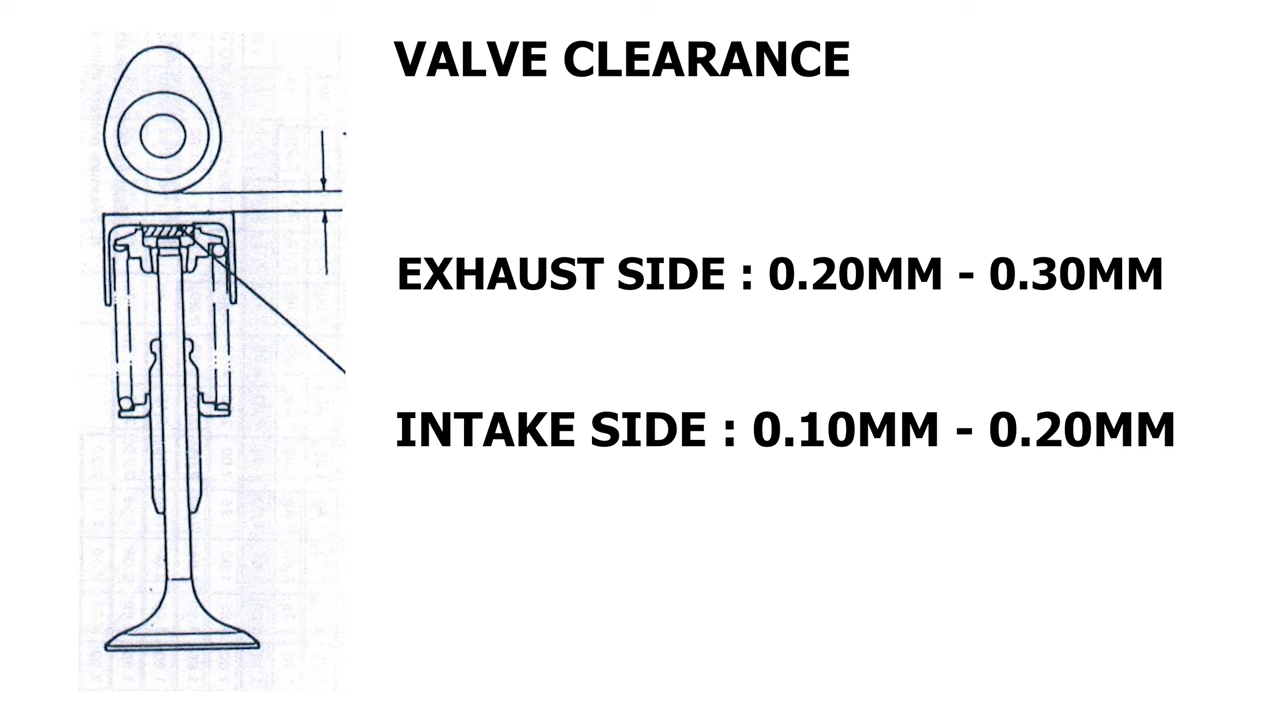 VALVE CLEARANCE
EXHAUST SIDE : 0.20MM - 0.30MM
INTAKE SIDE : 0.10MM - 0.20MM